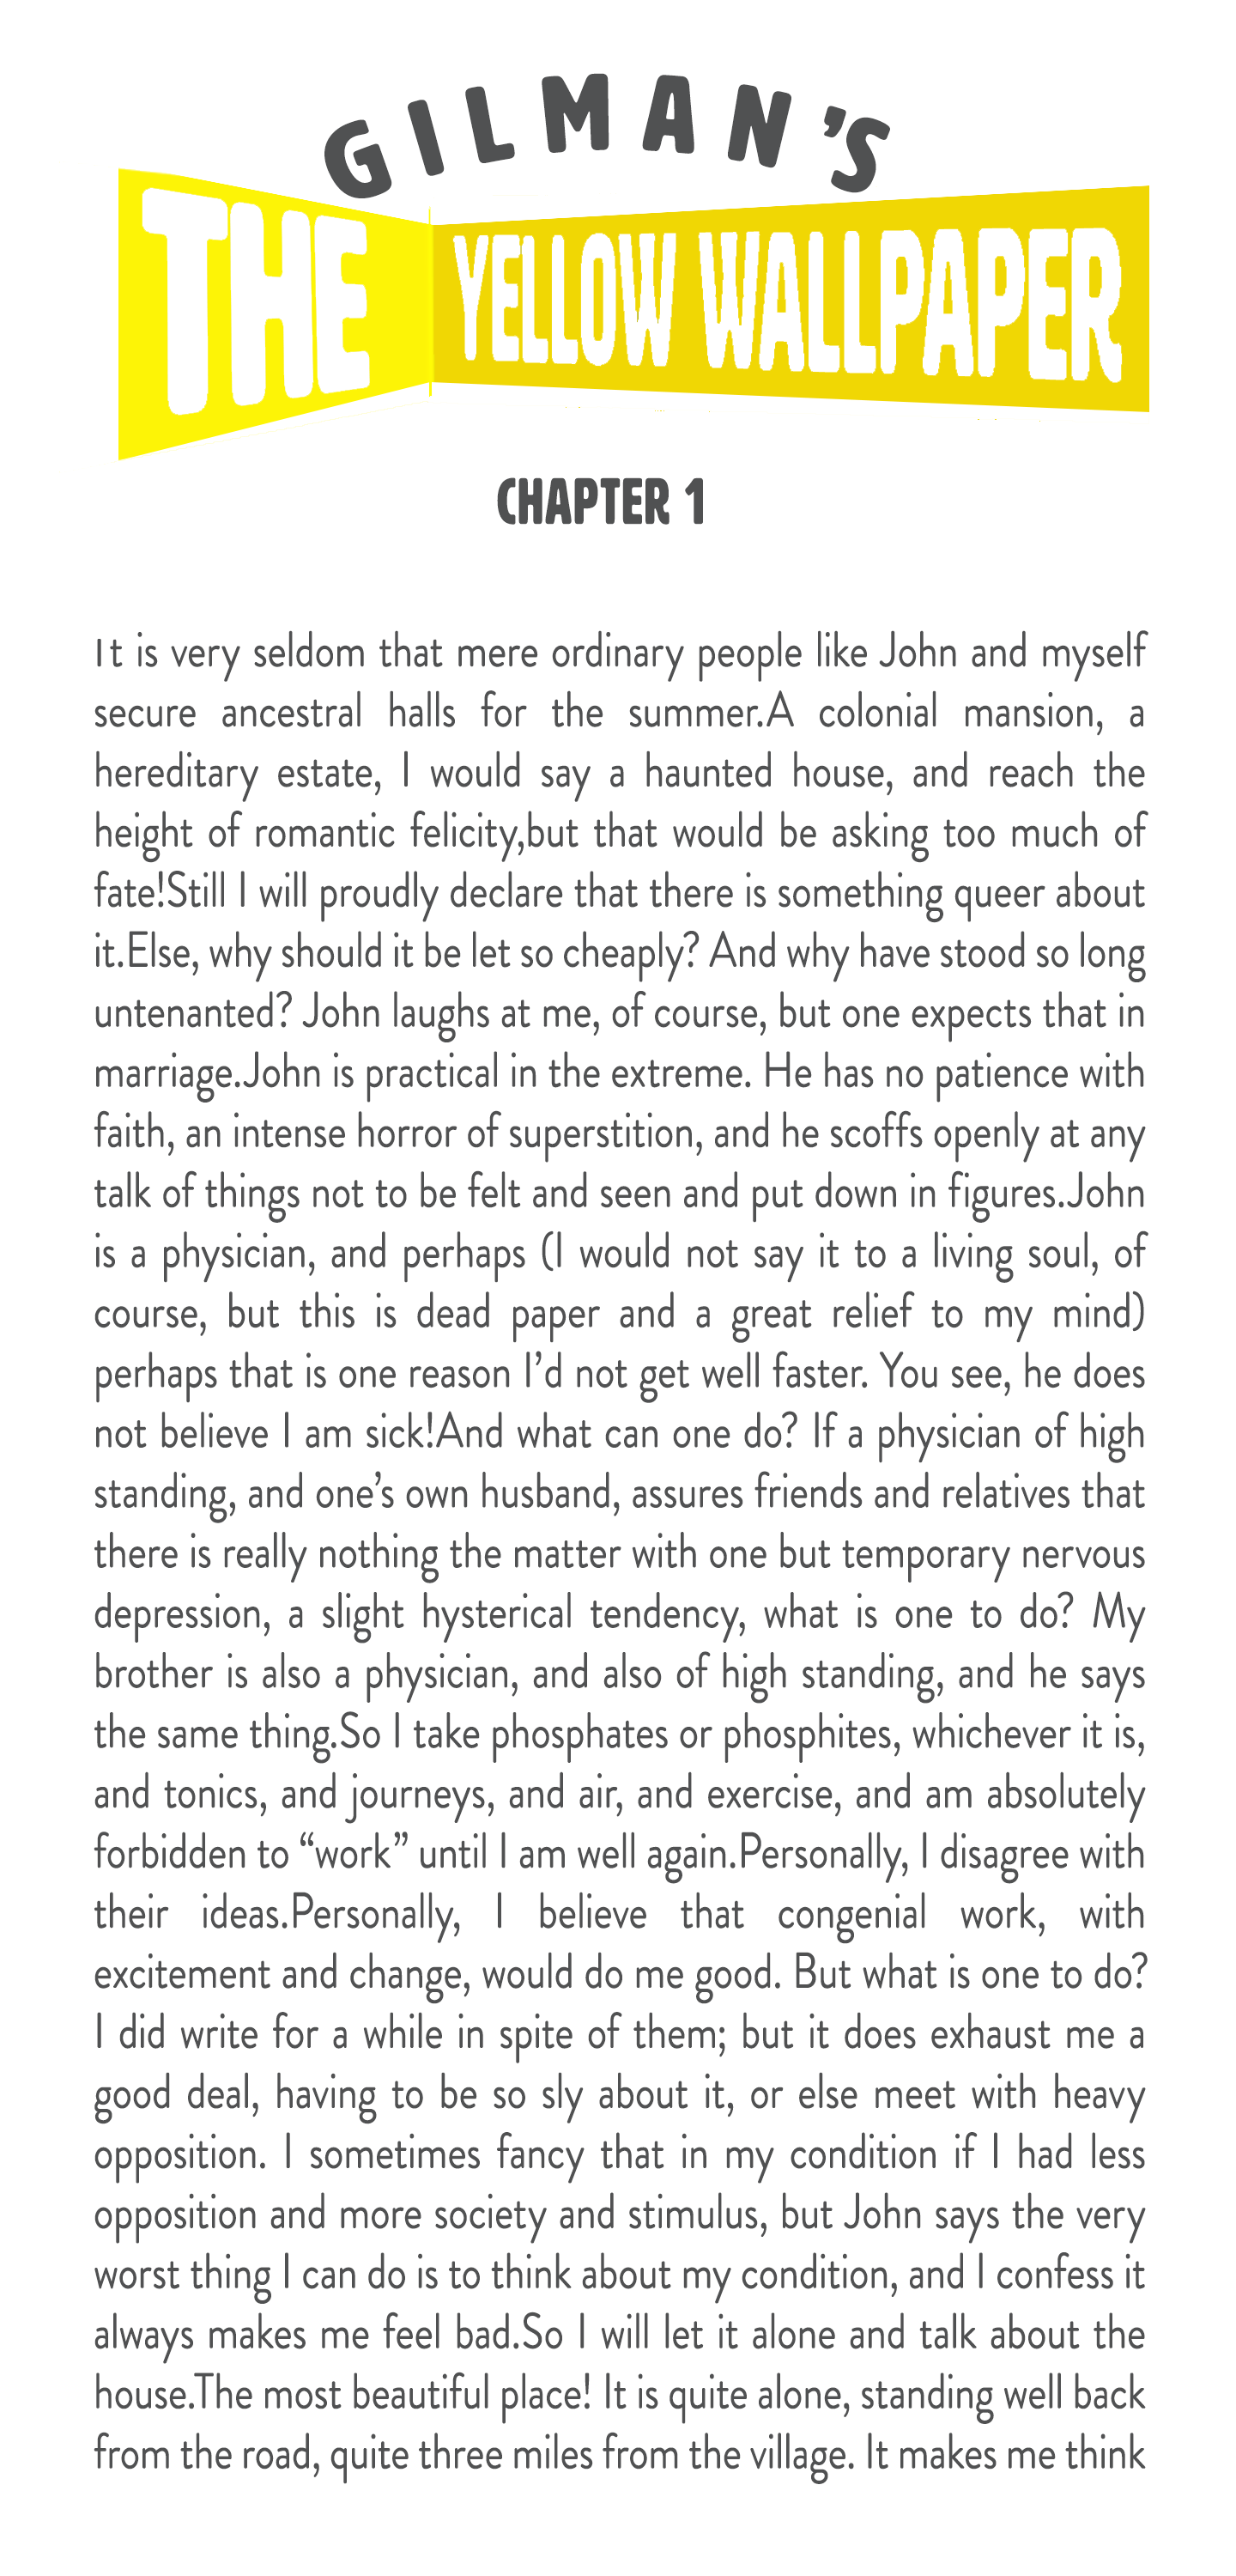 GILMAN'S
THE YELLOW WALLPAPER
CHAPTER 1
It is very seldom that mere ordinary people like John and myself
secure ancestral halls for the summer.A colonial mansion, a
hereditary estate, I would say a haunted house, and reach the
height of romantic felicity,but that would be asking too much of
fate!Still I will proudly declare that there is something queer about
it.Else, why should it be let so cheaply? And why have stood so long
untenanted? John laughs at me, of course, but one expects that in
marriage.John is practical in the extreme. He has no patience with
faith, an intense horror of superstition, and he scoffs openly at any
talk of things not to be felt and seen and put down in figures.John
is a physician, and perhaps (I would not say it to a living soul, of
course, but this is dead paper and a great relief to my mind)
perhaps that is one reason I’d not get well faster. You see, he does
not believe I am sick!And what can one do? If a physician of high
standing, and one’s own husband, assures friends and relatives that
there is really nothing the matter with one but temporary nervous
depression, a slight hysterical tendency, what is one to do? My
brother is also a physician, and also of high standing, and he says
the same thing.So I take phosphates or phosphites, whichever it is,
and tonics, and journeys, and air, and exercise, and am absolutely
forbidden to “work” until I am well again.Personally, I disagree with
their ideas.Personally, I believe that congenial work, with
excitement and change, would do me good. But what is one to do?
I did write for a while in spite of them; but it does exhaust me a
good deal, having to be so sly about it, or else meet with heavy
opposition. I sometimes fancy that in my condition if I had less
opposition and more society and stimulus, but John says the very
worst thing I can do is to think about my condition, and I confess it
always makes me feel bad.So I will let it alone and talk about the
house.The most beautiful place! It is quite alone, standing well back
from the road, quite three miles from the village. It makes me think